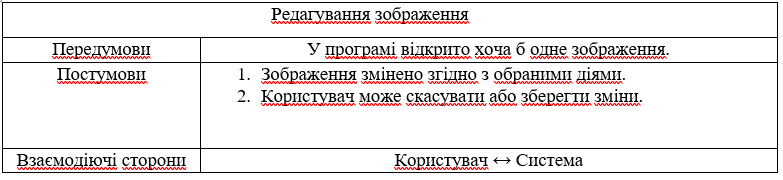 Редагування зображення
Передумови У програмі відкрито хоча б одне зображення.
Постумови 1. Зображення змінено згідно з обраними діями.
2. Користувач може скасувати або зберегти зміни.
Взаємодіючі сторони Користувач ↔ Система